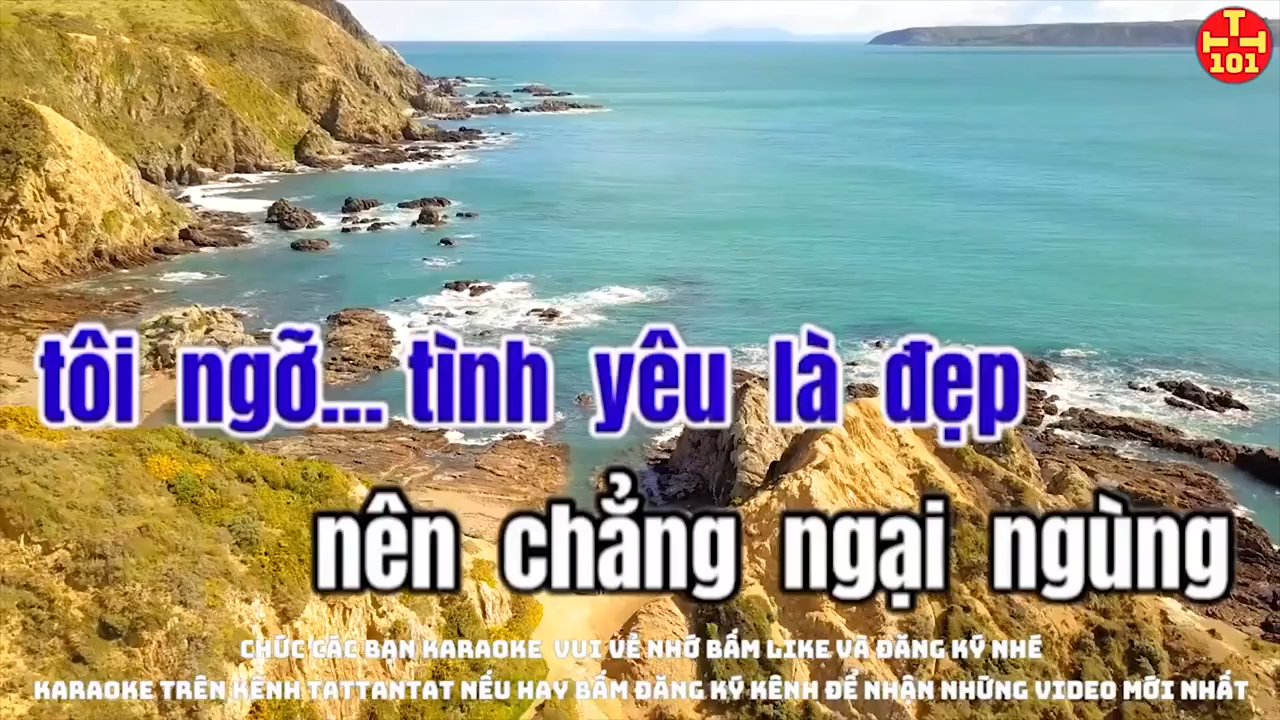 TH
101
tôi ngỡ... tình yêu là đẹp
nên chẳng ngại ngùng
CHÚC CÁC BẠN KARAOKE VUI VẺ NHỚ BẤM LIKE VÀ ĐĂNG KÝ NHÉ
KARAOKE TRÊN KÊNH TATTANTAT NẾU HAY BẤM ĐĂNG KÝ KÊNH ĐỂ NHẬN NHỮNG VIDEO MỚI NHẤT